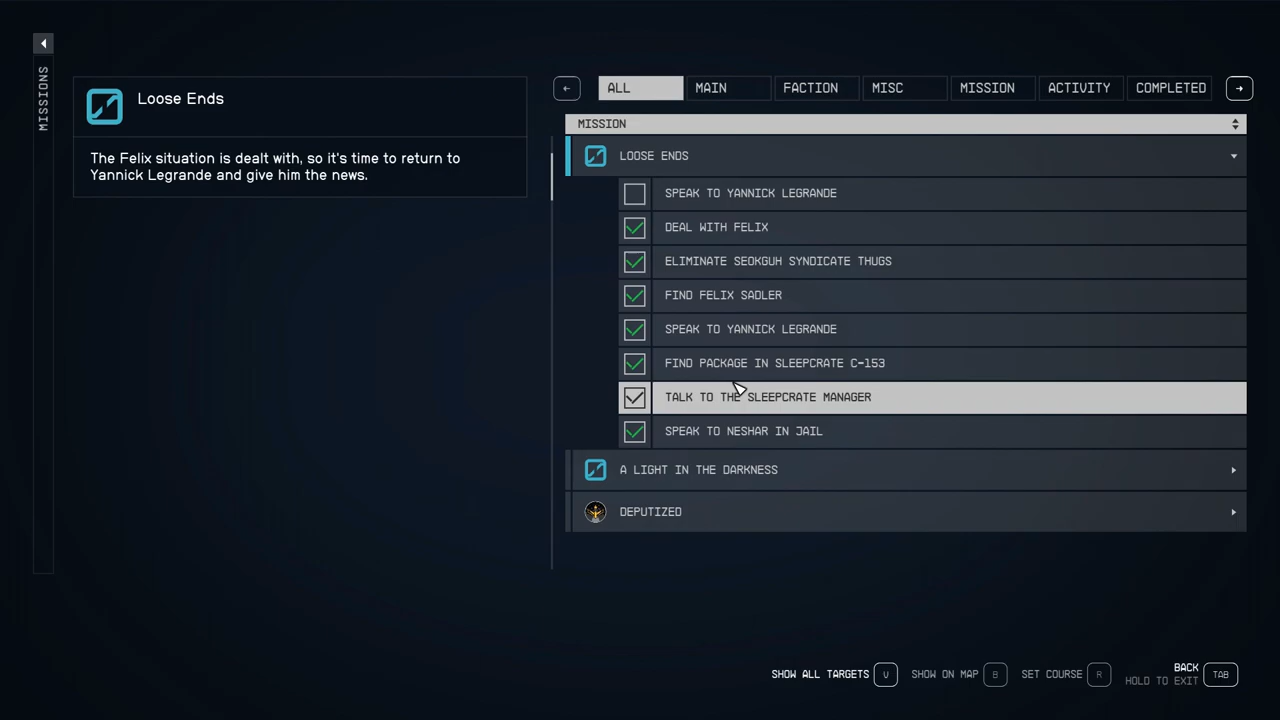 MISSIONS
Loose Ends
The Felix situation is dealt with, so it's time to return to
Yannick Legrande and give him the news.
ALL
MAIN
FACTION
MISC
MISSION
ACTIVITY
COMPLETED
MISSION
LOOSE ENDS
SPEAK TO YANNICK LEGRANDE
DEAL WITH FELIX
ELIMINATE SEOKGUH SYNDICATE THUGS
FIND FELIX SADLER
SPEAK TO YANNICK LEGRANDE
FIND PACKAGE IN SLEEPCRATE C-153
TALK TO THE SLEEPCRATE MANAGER
SPEAK TO NESHAR IN JAIL
A LIGHT IN THE DARKNESS
DEPUTIZED
SHOW ALL TARGETS V
SHOW ON MAP B
SET COURSE R
BACK
HOLD TO EXIT
TAB